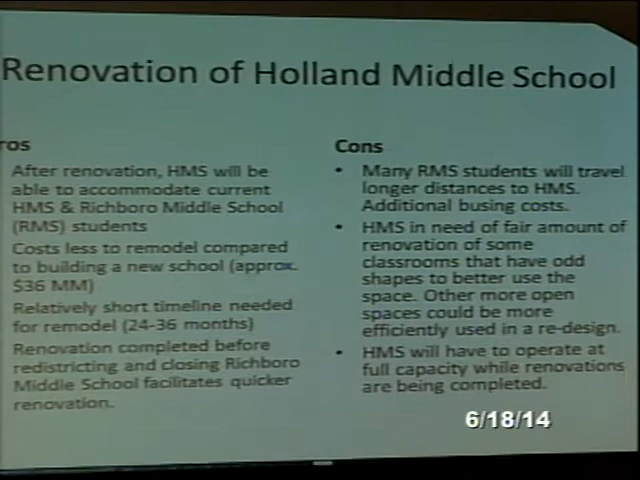 Renovation of Holland Middle School
ros
After renovation, HMS will be
able to accommodate current
HMS & Richboro Middle School
(RMS) students
Costs less to remodel compared
to building a new school (approx.
$36 MM)
Relatively short timeline needed
for remodel (24-36 months)
Renovation completed before
redistricting and closing Richboro
Middle School facilitates quicker
renovation.
Cons
• Many RMS students will travel
longer distances to HMS.
Additional busing costs.
• HMS in need of fair amount of
renovation of some
classrooms that have odd
shapes to better use the
space. Other more open
spaces could be more
efficiently used in a re-design.
• HMS will have to operate at
full capacity while renovations
are being completed.
6/18/14